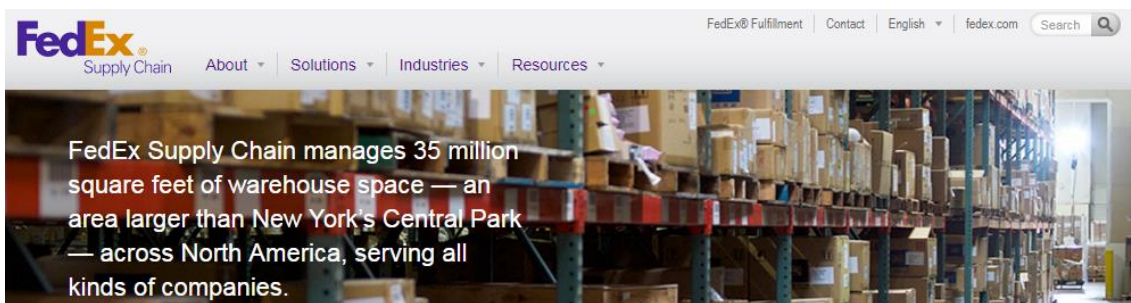 FedEx® Fulfillment Contact English fedex.com Search
FedEx®
Supply Chain
About Solutions Industries Resources
FedEx Supply Chain manages 35 million
square feet of warehouse space — an
area larger than New York's Central Park
— across North America, serving all
kinds of companies.